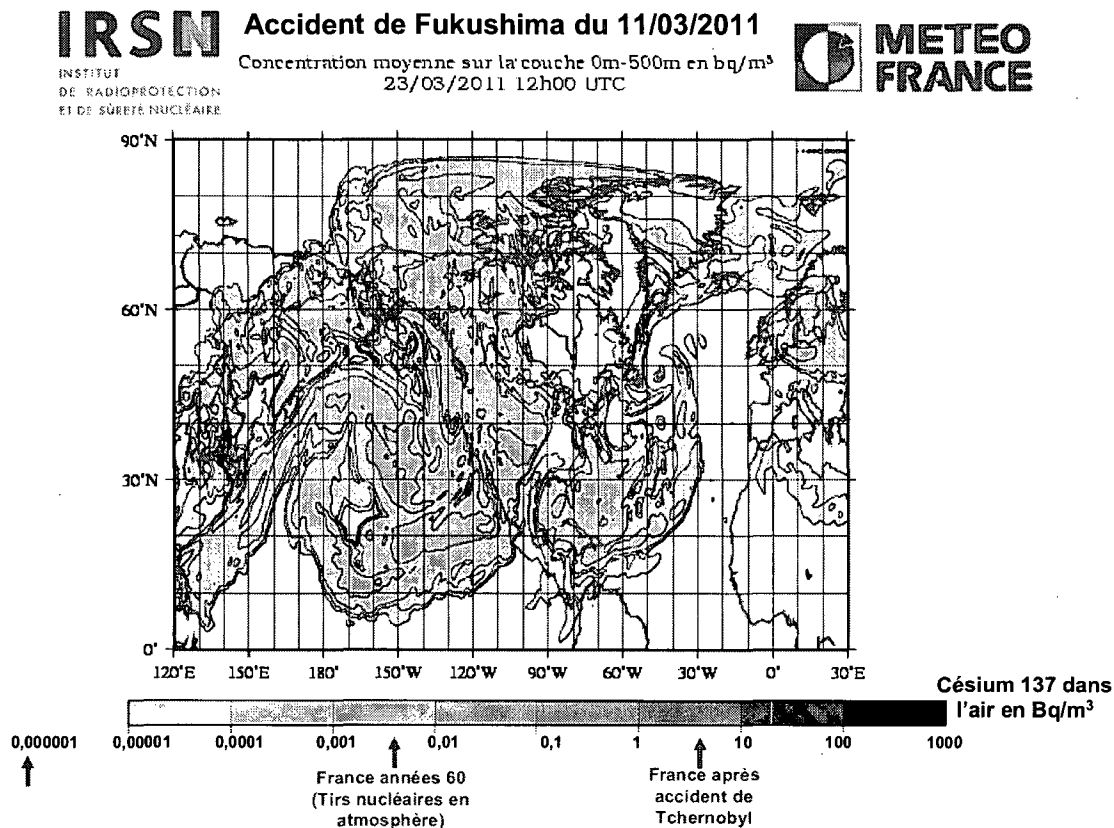 IRSN
INSTITUT
DE RADIOPROTECTION
ET DE SÛRETÉ NUCLÉAIRE
Accident de Fukushima du 11/03/2011
Concentration moyenne sur la couche 0m-500m en bq/m³
23/03/2011 12h00 UTC
METEO
FRANCE
90°N
60°N
30°N
0°
120°E 150°E 180° 150°W 120°W 90°W 60°W 30°W 0° 30°E
Césium 137 dans
l'air en Bq/m³
0,000001 0,00001 0,0001 0,001 0,01 0,1 1 10 100 1000
France années 60
(Tirs nucléaires en
atmosphère)
France après
accident de
Tchernobyl